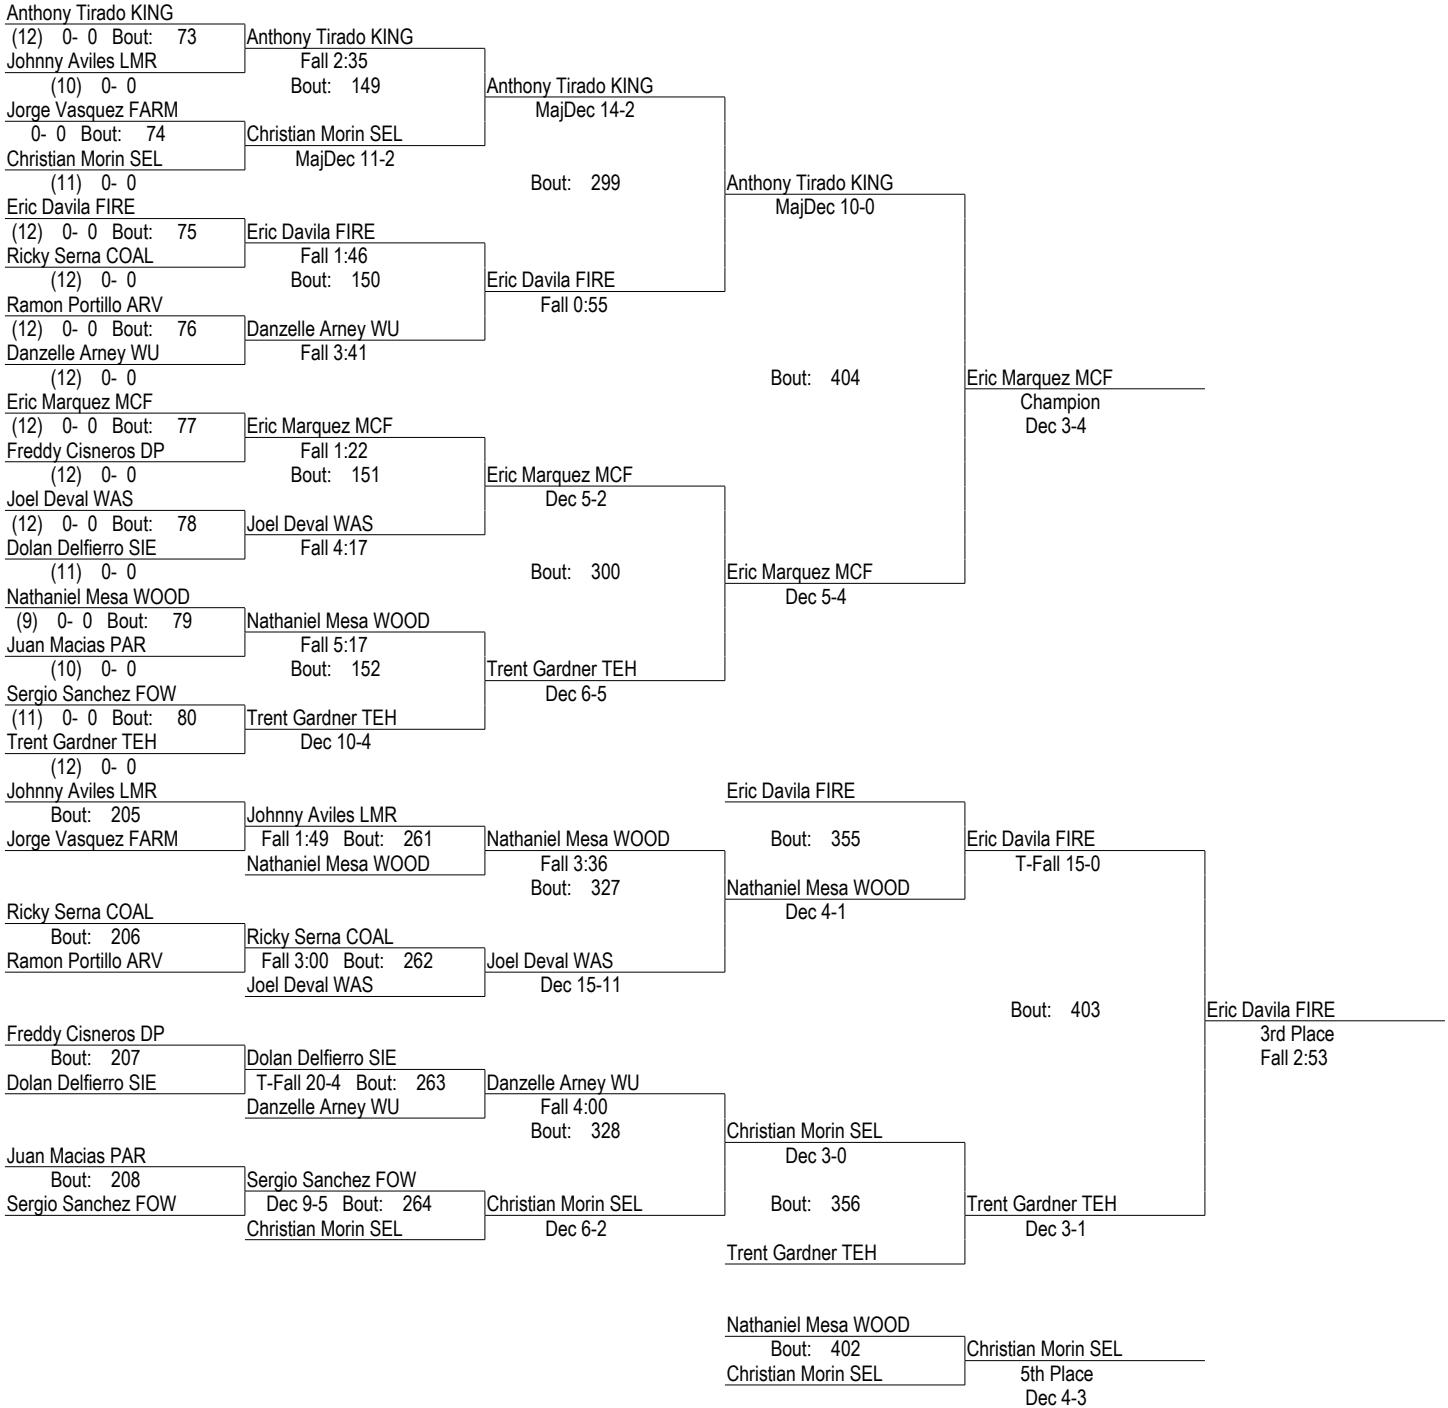 Anthony Tirado KING
(12) 0- 0 Bout: 73 Anthony Tirado KING
Johnny Aviles LMR Fall 2:35
(10) 0- 0 Bout: 149 Anthony Tirado KING
Jorge Vasquez FARM MajDec 14-2
0- 0 Bout: 74 Christian Morin SEL
Christian Morin SEL MajDec 11-2
(11) 0- 0 Bout: 299 Anthony Tirado KING
Eric Davila FIRE MajDec 10-0
(12) 0- 0 Bout: 75 Eric Davila FIRE
Ricky Serna COAL Fall 1:46
(12) 0- 0 Bout: 150 Eric Davila FIRE
Ramon Portillo ARV Fall 0:55
(12) 0- 0 Bout: 76 Danzelle Arney WU
Danzelle Arney WU Fall 3:41
(12) 0- 0 Bout: 404 Eric Marquez MCF
Eric Marquez MCF Champion
(12) 0- 0 Bout: 77 Eric Marquez MCF Dec 3-4
Freddy Cisneros DP Fall 1:22
(12) 0- 0 Bout: 151 Eric Marquez MCF
Joel Deval WAS Dec 5-2
(12) 0- 0 Bout: 78 Joel Deval WAS
Dolan Delfierro SIE Fall 4:17
(11) 0- 0 Bout: 300 Eric Marquez MCF
Nathaniel Mesa WOOD Dec 5-4
(9) 0- 0 Bout: 79 Nathaniel Mesa WOOD
Juan Macias PAR Fall 5:17
(10) 0- 0 Bout: 152 Trent Gardner TEH
Sergio Sanchez FOW Dec 6-5
(11) 0- 0 Bout: 80 Trent Gardner TEH
Trent Gardner TEH Dec 10-4
(12) 0- 0
Johnny Aviles LMR Eric Davila FIRE
Bout: 205 Johnny Aviles LMR
Jorge Vasquez FARM Fall 1:49 Bout: 261 Nathaniel Mesa WOOD Bout: 355 Eric Davila FIRE
Nathaniel Mesa WOOD Fall 3:36 T-Fall 15-0
Bout: 327 Nathaniel Mesa WOOD
Ricky Serna COAL Dec 4-1
Bout: 206 Ricky Serna COAL
Ramon Portillo ARV Fall 3:00 Bout: 262 Joel Deval WAS
Joel Deval WAS Dec 15-11
Bout: 403 Eric Davila FIRE
Freddy Cisneros DP 3rd Place
Bout: 207 Dolan Delfierro SIE Fall 2:53
Dolan Delfierro SIE T-Fall 20-4 Bout: 263 Danzelle Arney WU
Danzelle Arney WU Fall 4:00
Bout: 328 Christian Morin SEL
Juan Macias PAR Dec 3-0
Bout: 208 Sergio Sanchez FOW
Sergio Sanchez FOW Dec 9-5 Bout: 264 Christian Morin SEL Bout: 356 Trent Gardner TEH
Christian Morin SEL Dec 6-2 Dec 3-1
Trent Gardner TEH
Nathaniel Mesa WOOD
Bout: 402 Christian Morin SEL
Christian Morin SEL 5th Place
Dec 4-3